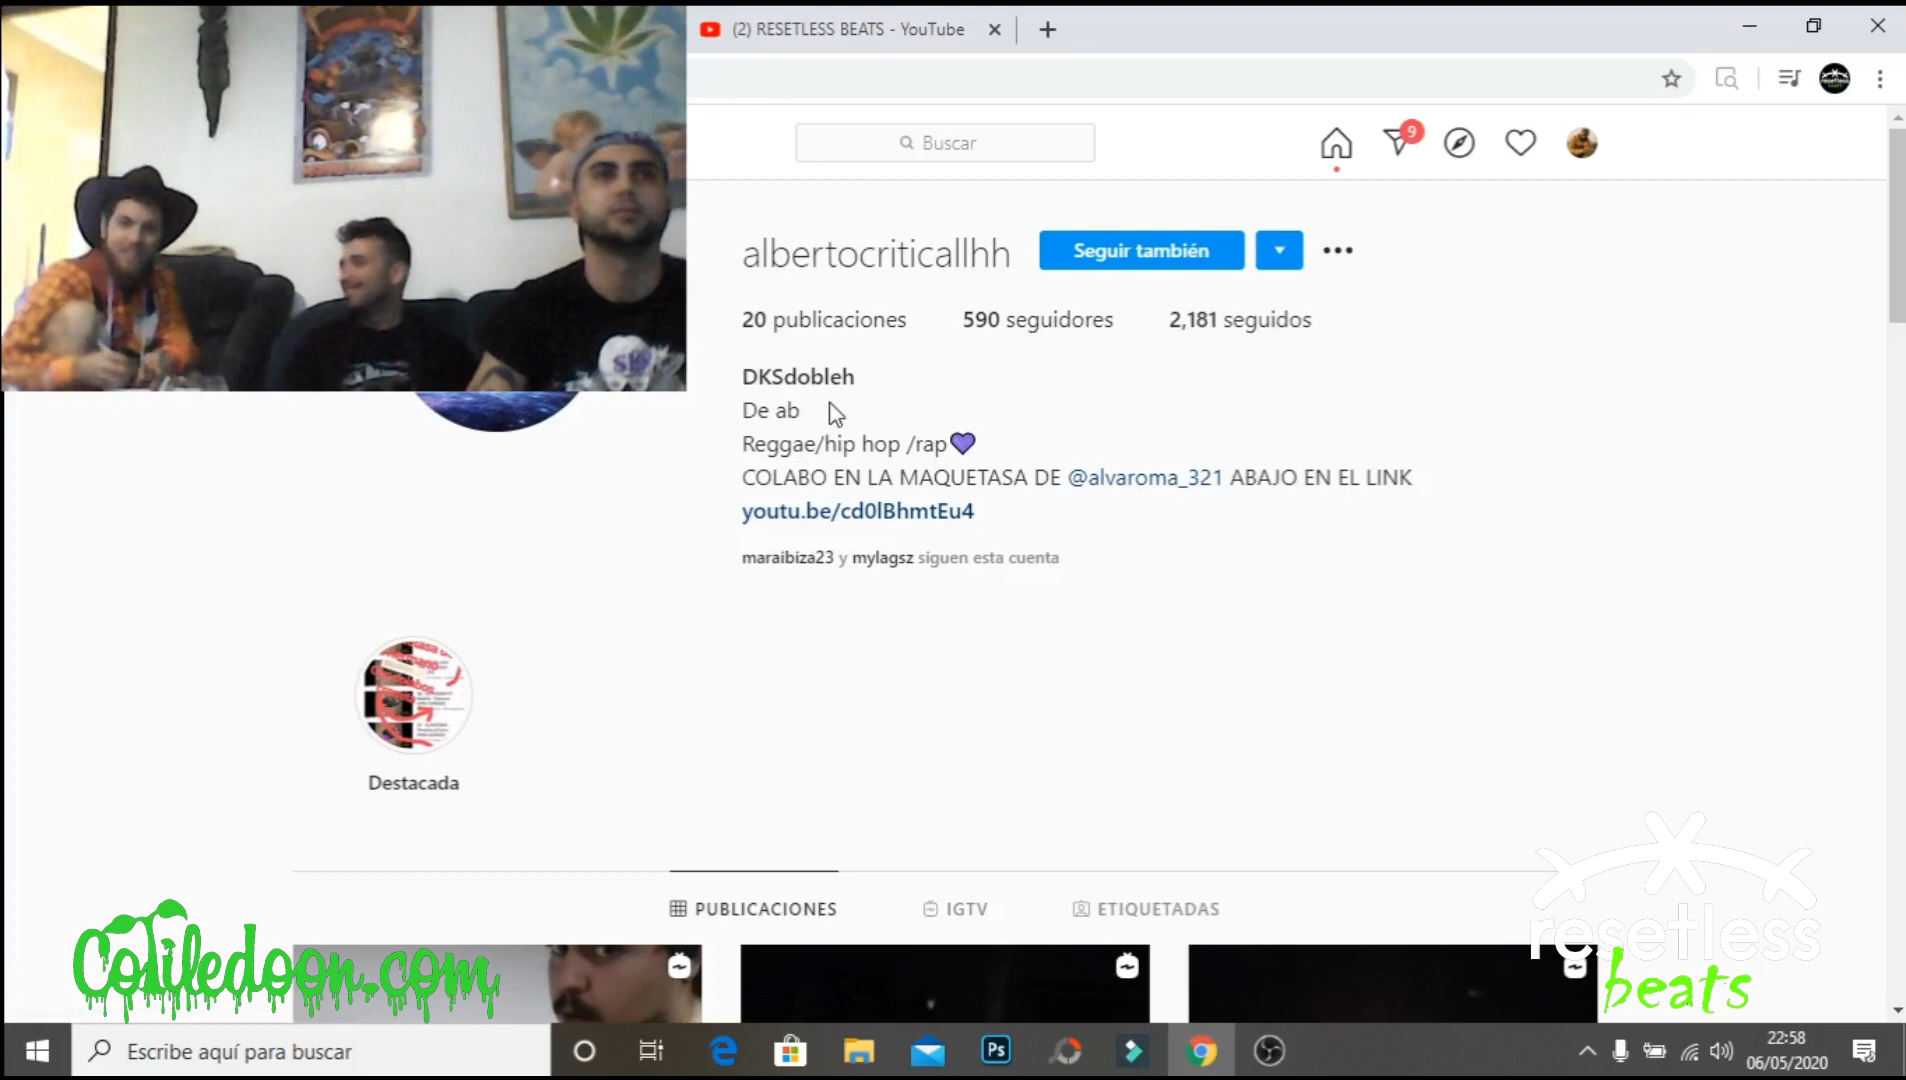 (2) RESETLESS BEATS - YouTube
Buscar
9
albertocriticallhh
Seguir también
20 publicaciones
590 seguidores
2,181 seguidos
DKSdobleh
De ab
Reggae/hip hop /rap💜
COLABO EN LA MAQUETASA DE @alvaroma_321 ABAJO EN EL LINK
youtu.be/cd0lBhmtEu4
maraibiza23 y mylagsz siguen esta cuenta
Destacada
PUBLICACIONES
IGTV
ETIQUETADAS
Cotiledoon.com
resetless
beats
Escribe aquí para buscar
Ps
22:58
06/05/2020